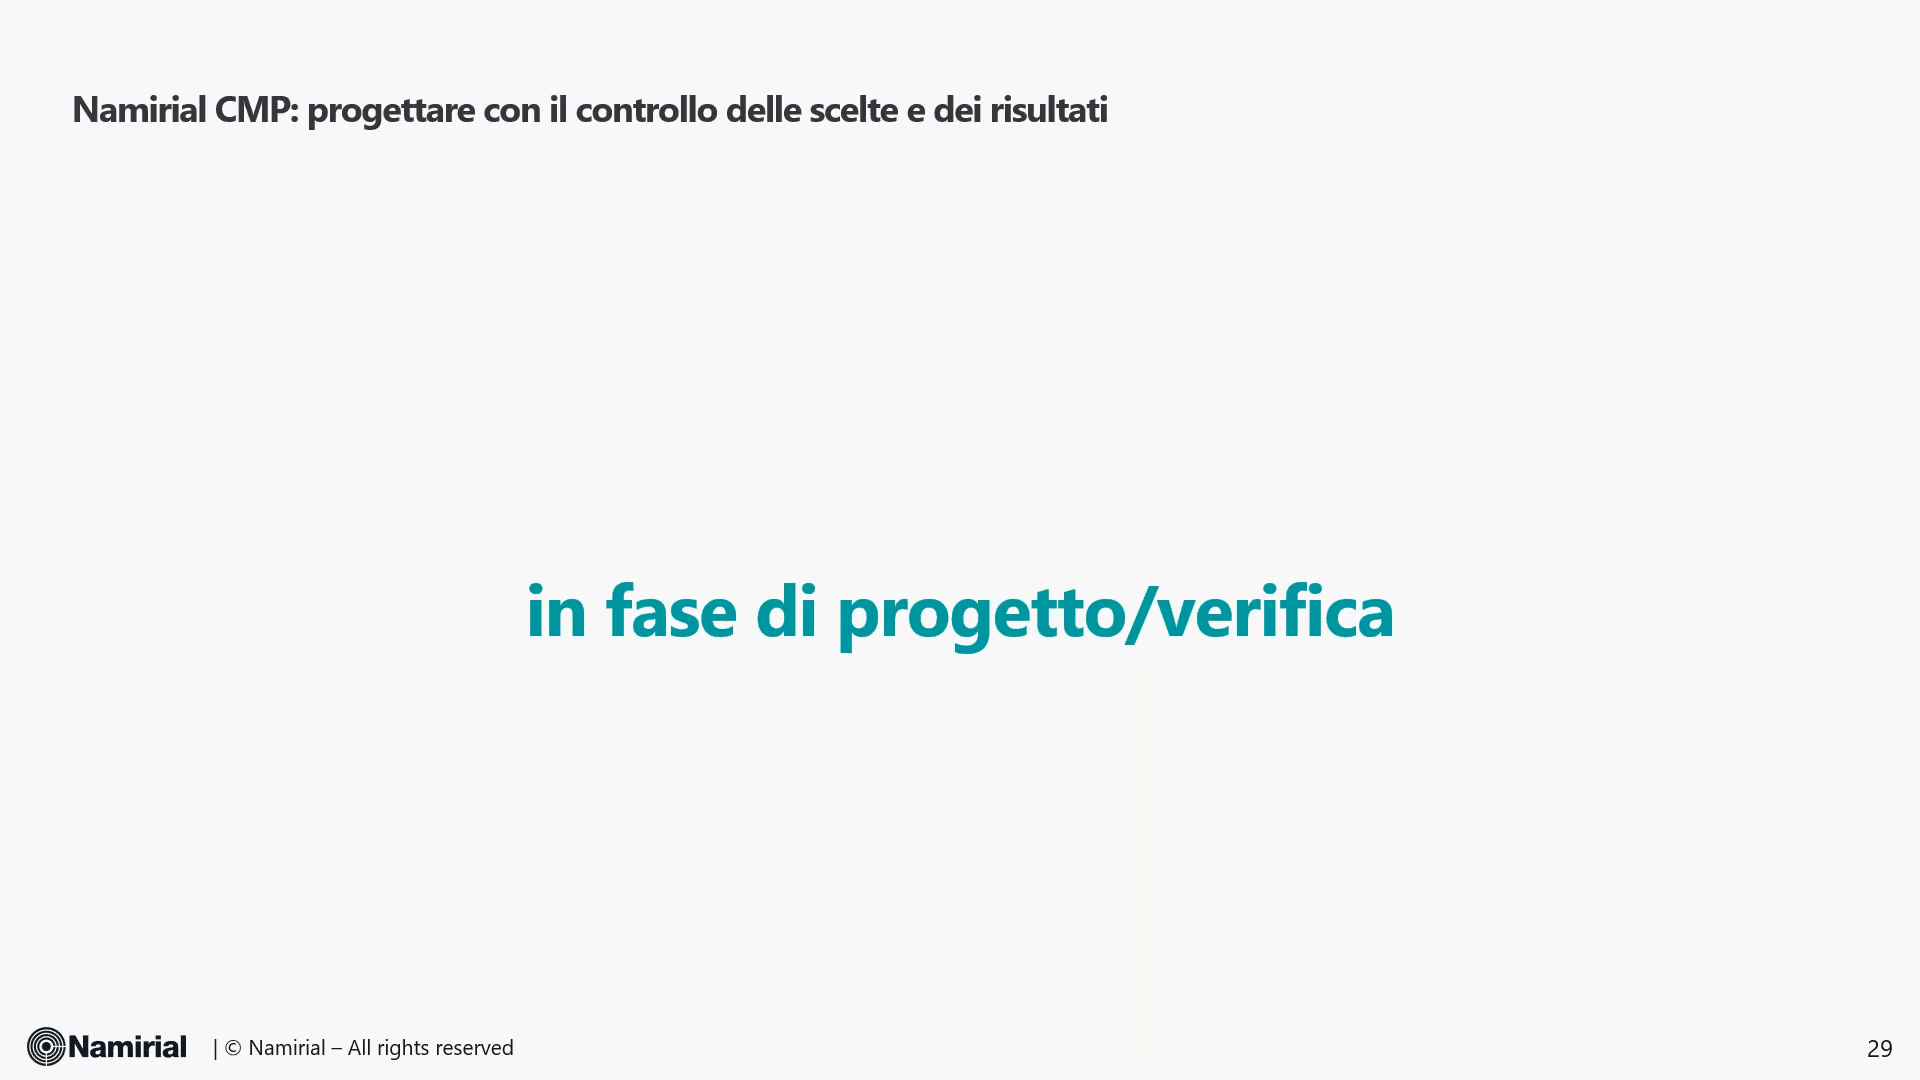 Namirial CMP: progettare con il controllo delle scelte e dei risultati
in fase di progetto/verifica
Namirial | © Namirial – All rights reserved
29